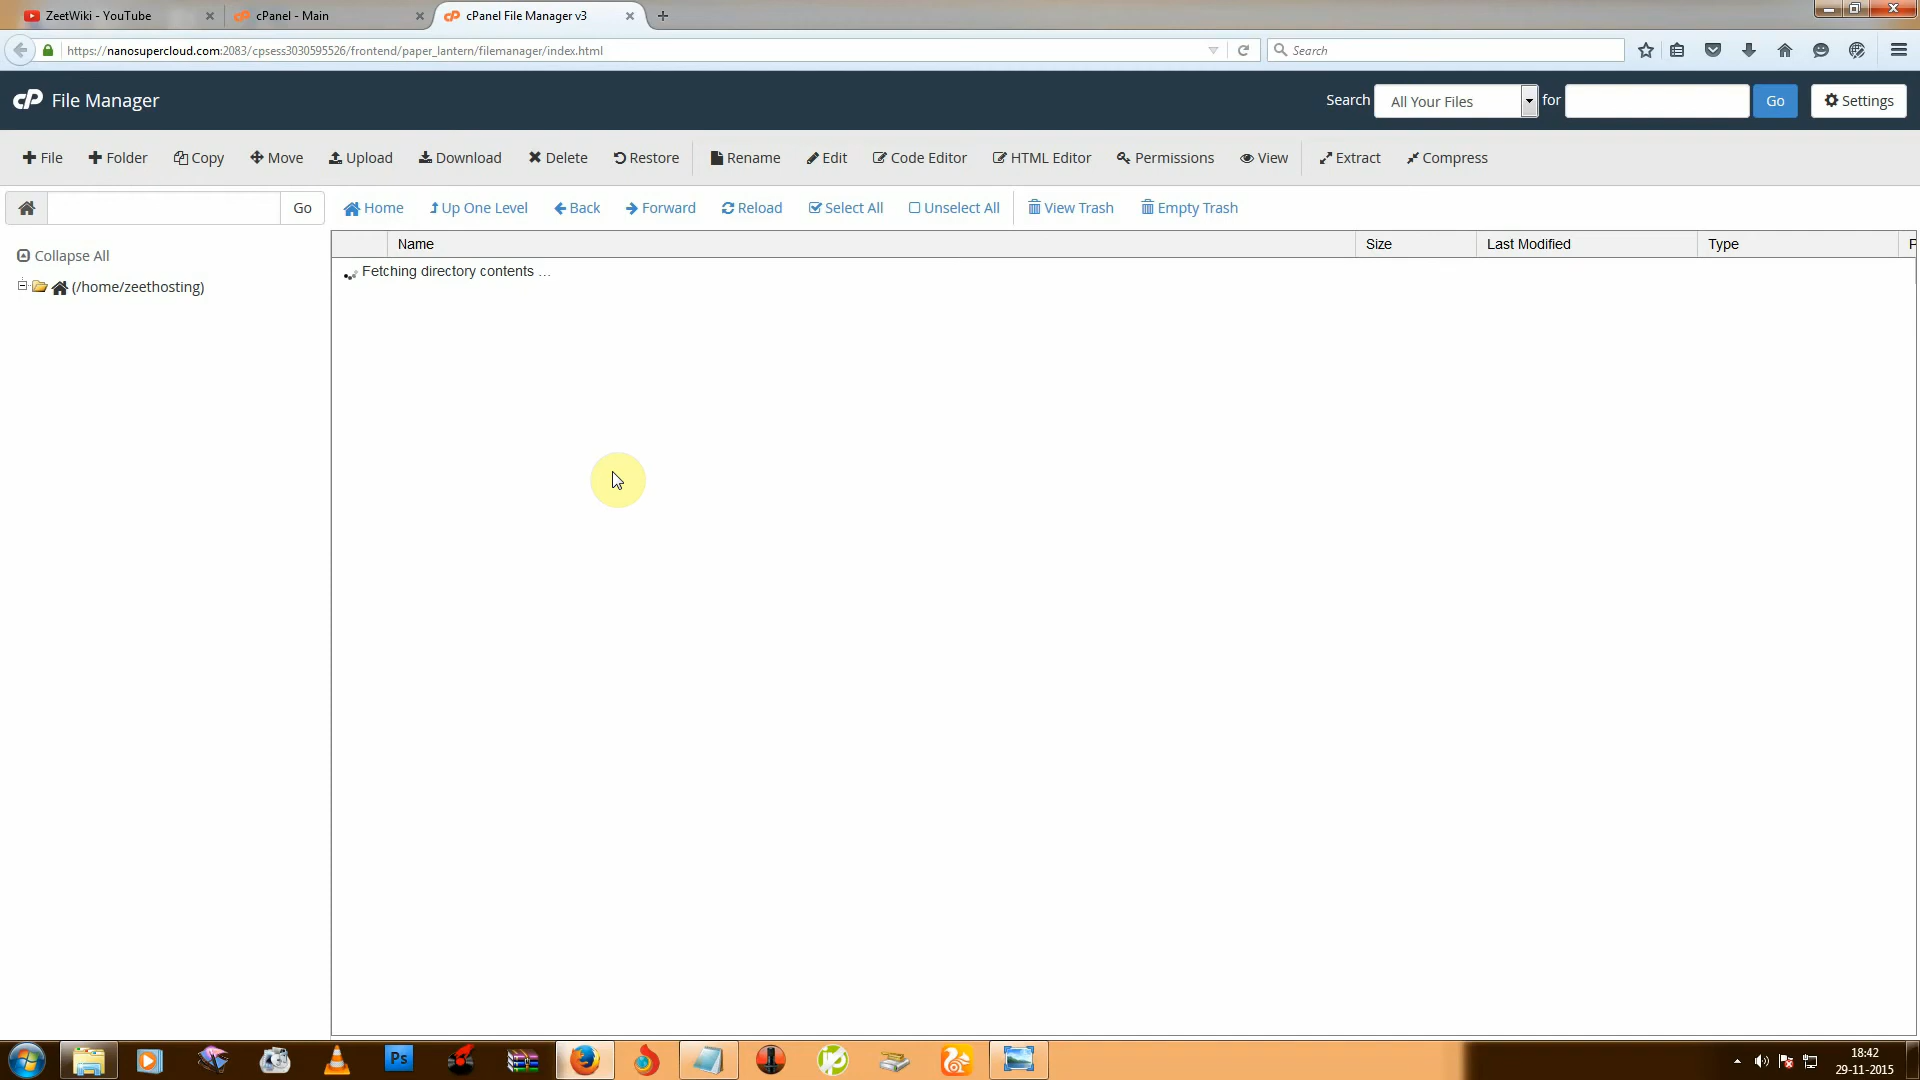 ZeetWiki - YouTube
cPanel - Main
cPanel File Manager v3
https://nanosupercloud.com:2083/cpsess3030595526/frontend/paper_lantern/filemanager/index.html
Search
cP File Manager
Search All Your Files for Go Settings
File Folder Copy Move Upload Download Delete Restore Rename Edit Code Editor HTML Editor Permissions View Extract Compress
Go Home Up One Level Back Forward Reload Select All Unselect All View Trash Empty Trash
Collapse All
(/home/zeethosting)
Name Size Last Modified Type P
Fetching directory contents ...
Ps
18:42
29-11-2015